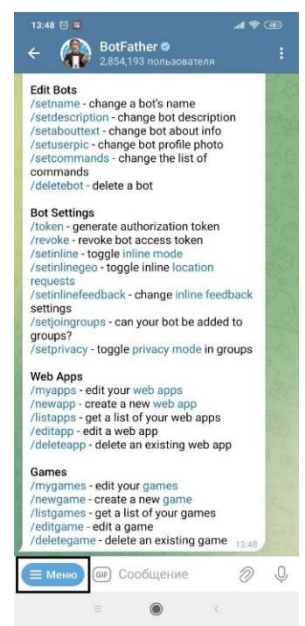 13:48
BotFather
2,854,193 пользователя
Edit Bots
/setname - change a bot's name
/setdescription - change bot description
/setabouttext - change bot about info
/setuserpic - change bot profile photo
/setcommands - change the list of
commands
/deletebot - delete a bot
Bot Settings
/token - generate authorization token
/revoke - revoke bot access token
/setinline - toggle inline mode
/setinlinegeo - toggle inline location
requests
/setinlinefeedback - change inline feedback
settings
/setjoingroups - can your bot be added to
groups?
/setprivacy - toggle privacy mode in groups
Web Apps
/myapps - edit your web apps
/newapp - create a new web app
/listapps - get a list of your web apps
/editapp - edit a web app
/deleteapp - delete an existing web app
Games
/mygames - edit your games
/newgame - create a new game
/listgames - get a list of your games
/editgame - edit a game
/deletegame - delete an existing game 13:48
Меню GIF Сообщение